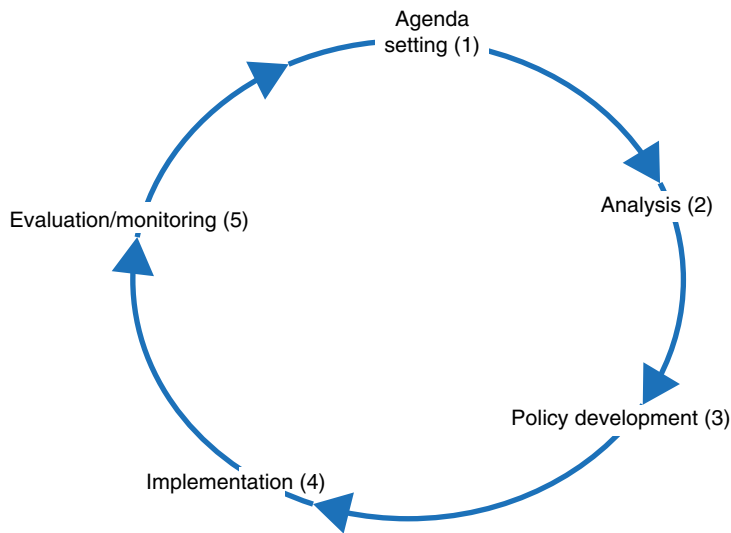 Agenda
setting (1)
Analysis (2)
Policy development (3)
Implementation (4)
Evaluation/monitoring (5)